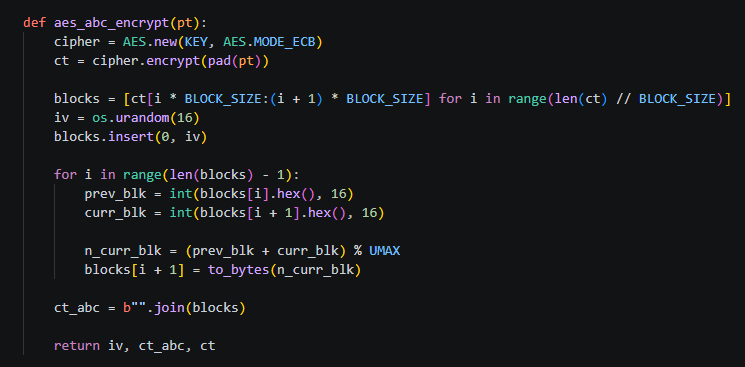 def aes_abc_encrypt(pt):
    cipher = AES.new(KEY, AES.MODE_ECB)
    ct = cipher.encrypt(pad(pt))

    blocks = [ct[i * BLOCK_SIZE:(i + 1) * BLOCK_SIZE] for i in range(len(ct) // BLOCK_SIZE)]
    iv = os.urandom(16)
    blocks.insert(0, iv)

    for i in range(len(blocks) - 1):
        prev_blk = int(blocks[i].hex(), 16)
        curr_blk = int(blocks[i + 1].hex(), 16)

        n_curr_blk = (prev_blk + curr_blk) % UMAX
        blocks[i + 1] = to_bytes(n_curr_blk)

    ct_abc = b"".join(blocks)

    return iv, ct_abc, ct